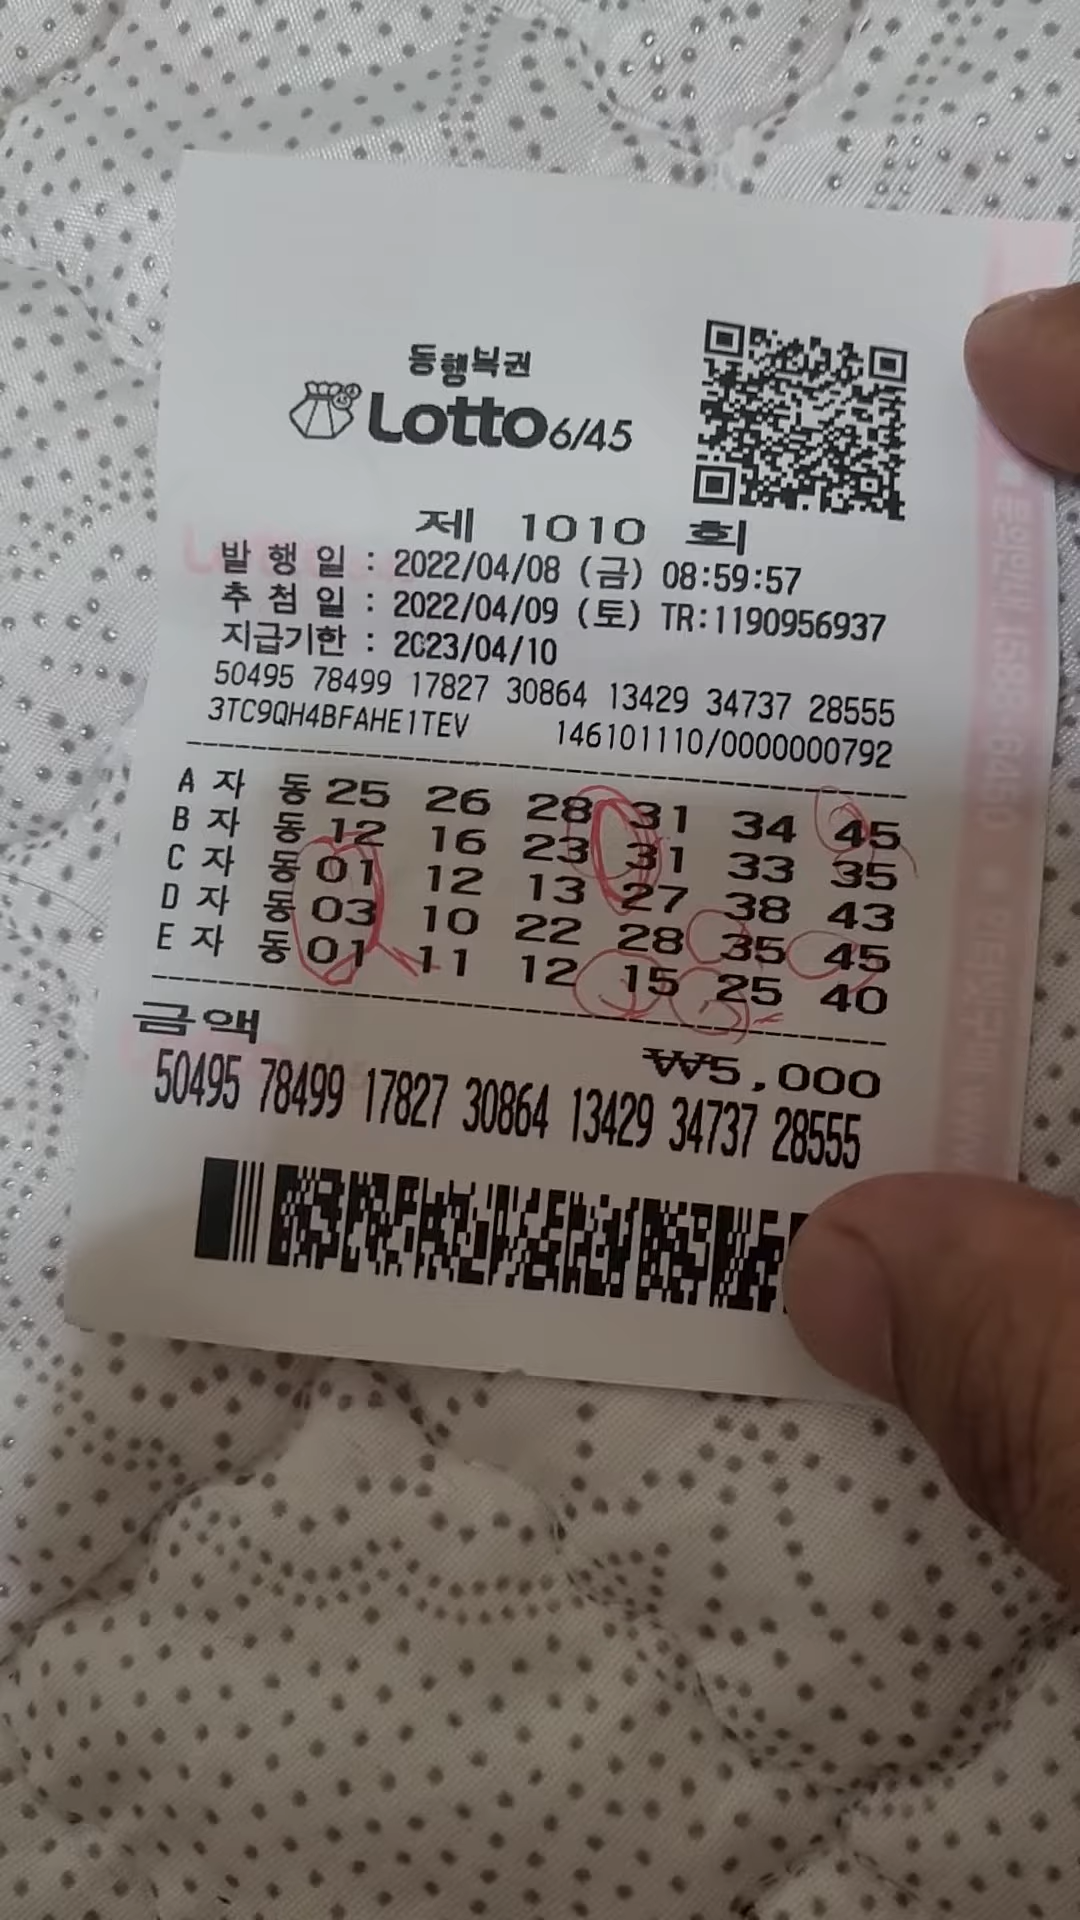 동행복권
Lotto 6/45
제 1010 회
발 행 일 : 2022/04/08 (금) 08:59:57
추 첨 일 : 2022/04/09 (토) TR:1190956937
지급기한 : 2023/04/10
50495 78499 17827 30864 13429 34737 28555
3TC9QH4BFAHE1TEV 146101110/0000000792
A 자 동 25 26 28 31 34 45
B 자 동 12 16 23 31 33 35
C 자 동 01 12 13 27 38 43
D 자 동 03 10 22 28 35 45
E 자 동 01 11 12 15 25 40
금액 ₩5,000
50495 78499 17827 30864 13429 34737 28555